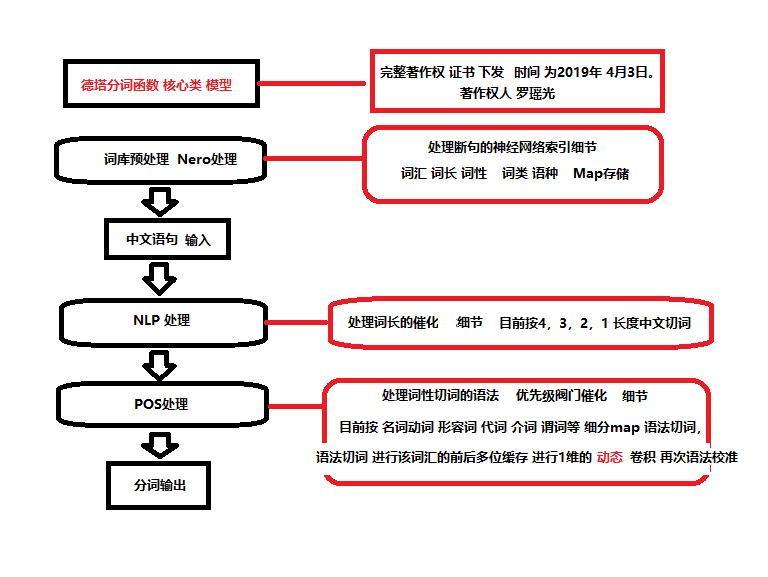 德塔分词函数 核心类 模型
完整著作权 证书 下发 时间 为2019年 4月3日。
著作权人 罗瑶光
词库预处理 Nero处理
处理断句的神经网络索引细节
词汇 词长 词性 词类 语种 Map存储
中文语句 输入
NLP 处理
处理词长的催化 .细节 目前按4，3，2，1 长度中文切词
POS处理
处理词性切词的语法 优先级阀门催化 细节
目前按 名词动词 形容词 代词 介词 谓词等 细分map 语法切词，
语法切词 进行该词汇的前后多位缓存 进行1维的 动态 卷积 再次语法校准
分词输出